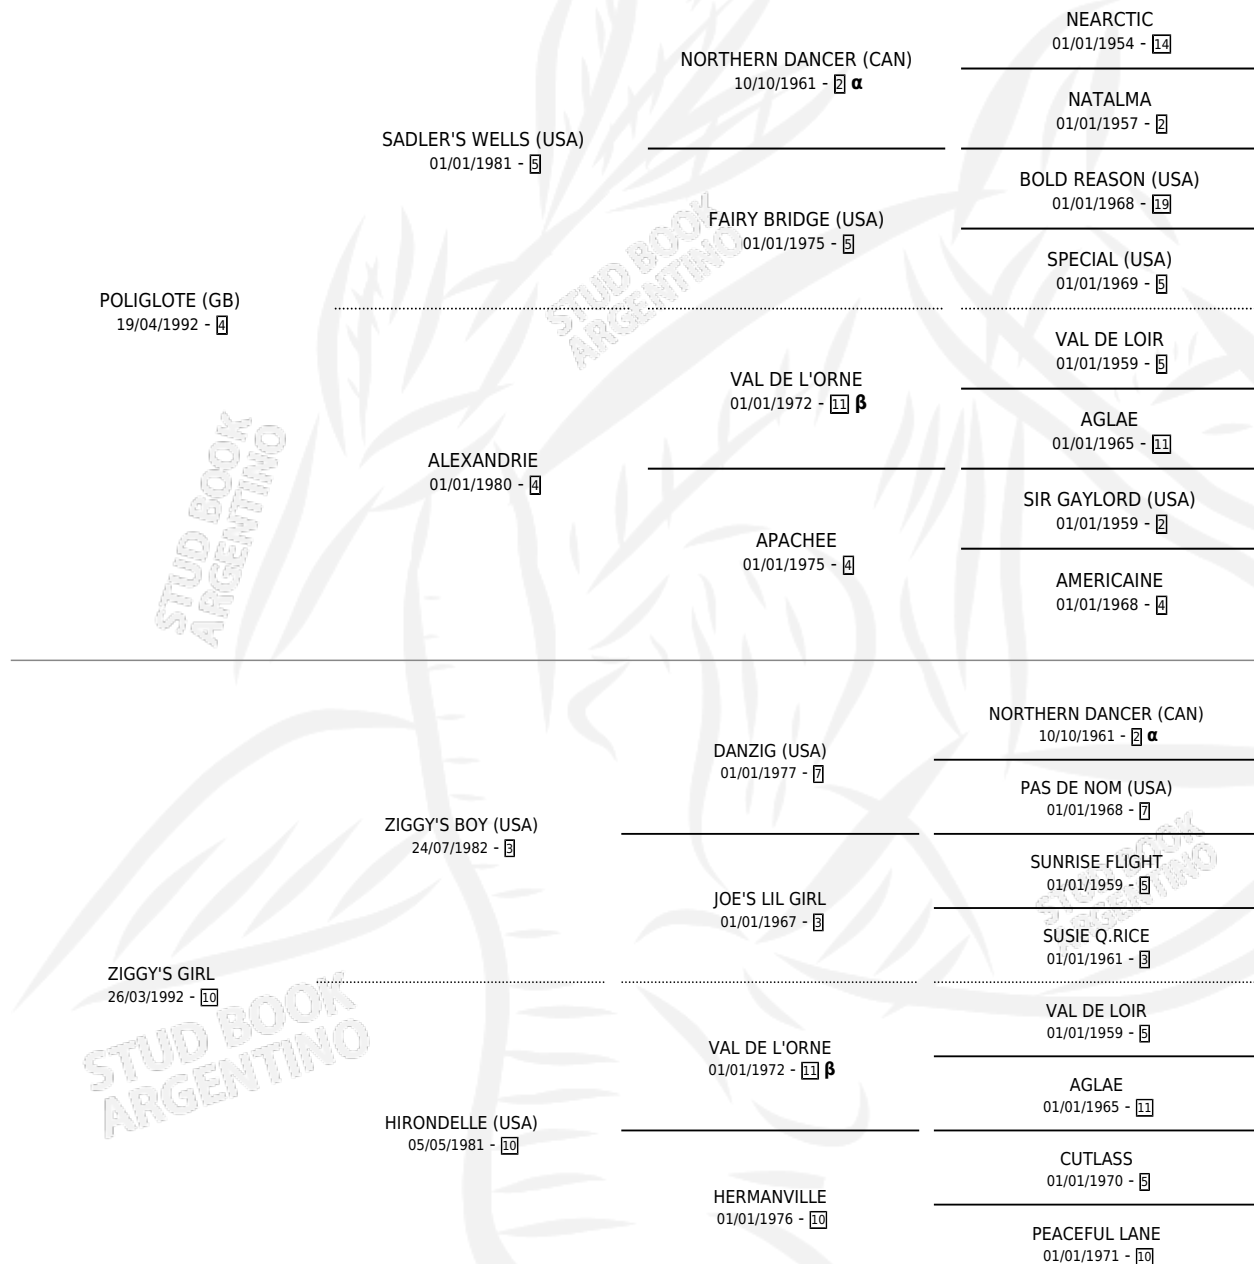 NEARCTIC
01/01/1954 - 14
NORTHERN DANCER (CAN)
10/10/1961 - 2 α
NATALMA
01/01/1957 - 2
SADLER'S WELLS (USA)
01/01/1981 - 5
BOLD REASON (USA)
01/01/1968 - 19
FAIRY BRIDGE (USA)
01/01/1975 - 5
SPECIAL (USA)
01/01/1969 - 5
POLIGLOTE (GB)
19/04/1992 - 4
VAL DE LOIR
01/01/1959 - 5
VAL DE L'ORNE
01/01/1972 - 11 β
AGLAE
01/01/1965 - 11
ALEXANDRIE
01/01/1980 - 4
SIR GAYLORD (USA)
01/01/1959 - 2
APACHEE
01/01/1975 - 4
AMERICAINE
01/01/1968 - 4
NORTHERN DANCER (CAN)
10/10/1961 - 2 α
DANZIG (USA)
01/01/1977 - 7
PAS DE NOM (USA)
01/01/1968 - 7
ZIGGY'S BOY (USA)
24/07/1982 - 3
SUNRISE FLIGHT
01/01/1959 - 5
JOE'S LIL GIRL
01/01/1967 - 3
SUSIE Q.RICE
01/01/1961 - 3
ZIGGY'S GIRL
26/03/1992 - 10
VAL DE LOIR
01/01/1959 - 5
VAL DE L'ORNE
01/01/1972 - 11 β
AGLAE
01/01/1965 - 11
HIRONDELLE (USA)
05/05/1981 - 10
CUTLASS
01/01/1970 - 5
HERMANVILLE
01/01/1976 - 10
PEACEFUL LANE
01/01/1971 - 10
STUD BOOK
ARGENTINO
STUD BOOK
ARGENTINO
STUD BOOK
ARGENTINO
STUD BOOK
ARGENTINO